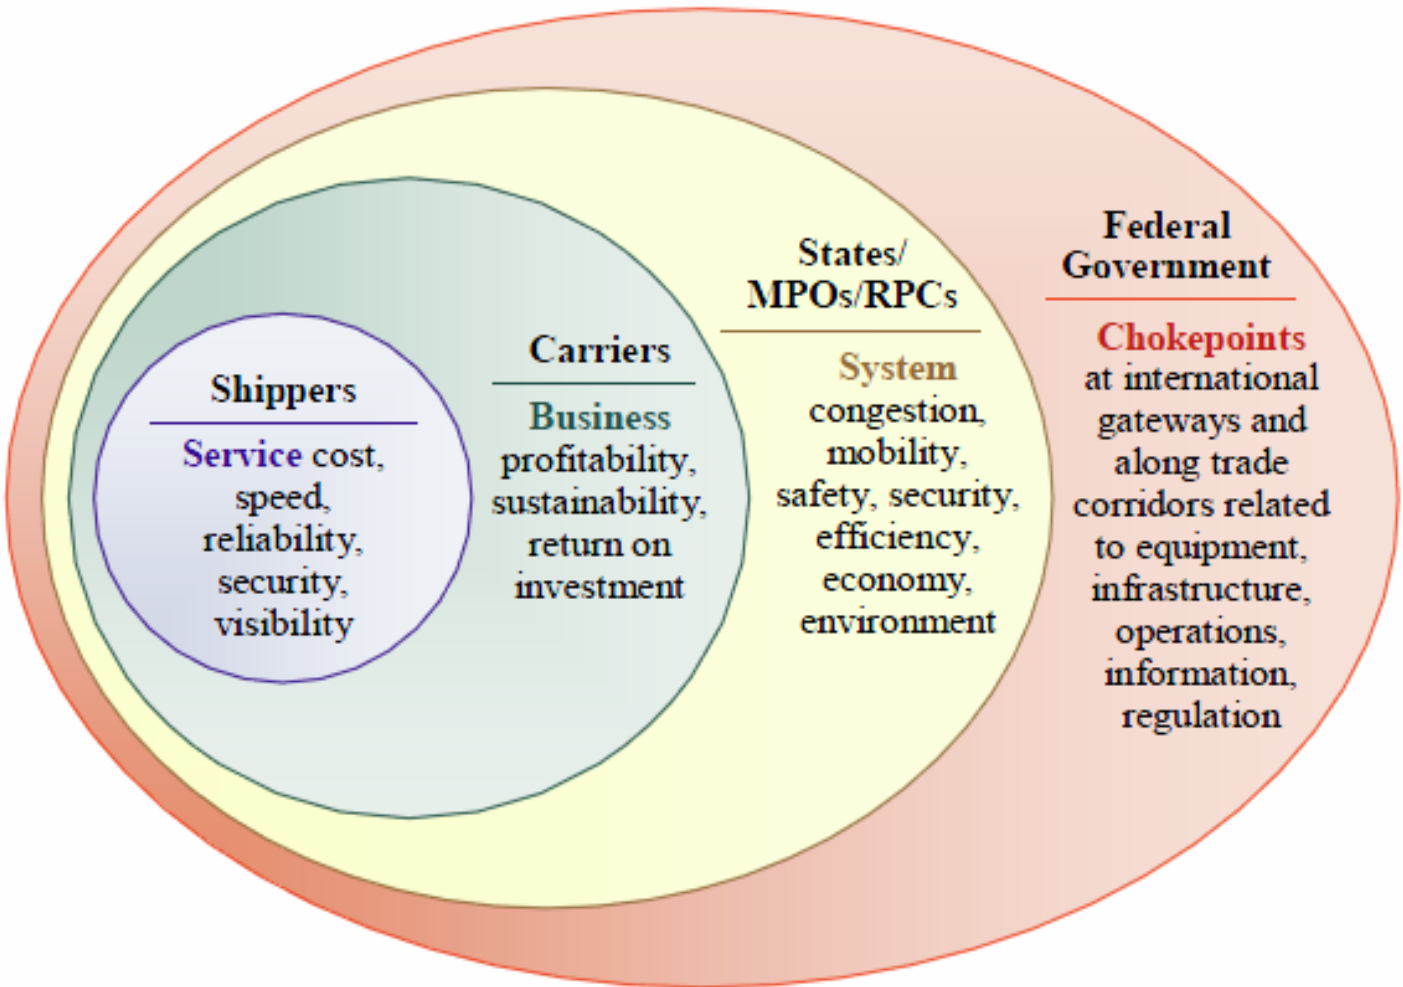 Shippers
Service cost,
speed,
reliability,
security,
visibility
Carriers
Business
profitability,
sustainability,
return on
investment
States/
MPOs/RPCs
System
congestion,
mobility,
safety, security,
efficiency,
economy,
environment
Federal
Government
Chokepoints
at international
gateways and
along trade
corridors related
to equipment,
infrastructure,
operations,
information,
regulation